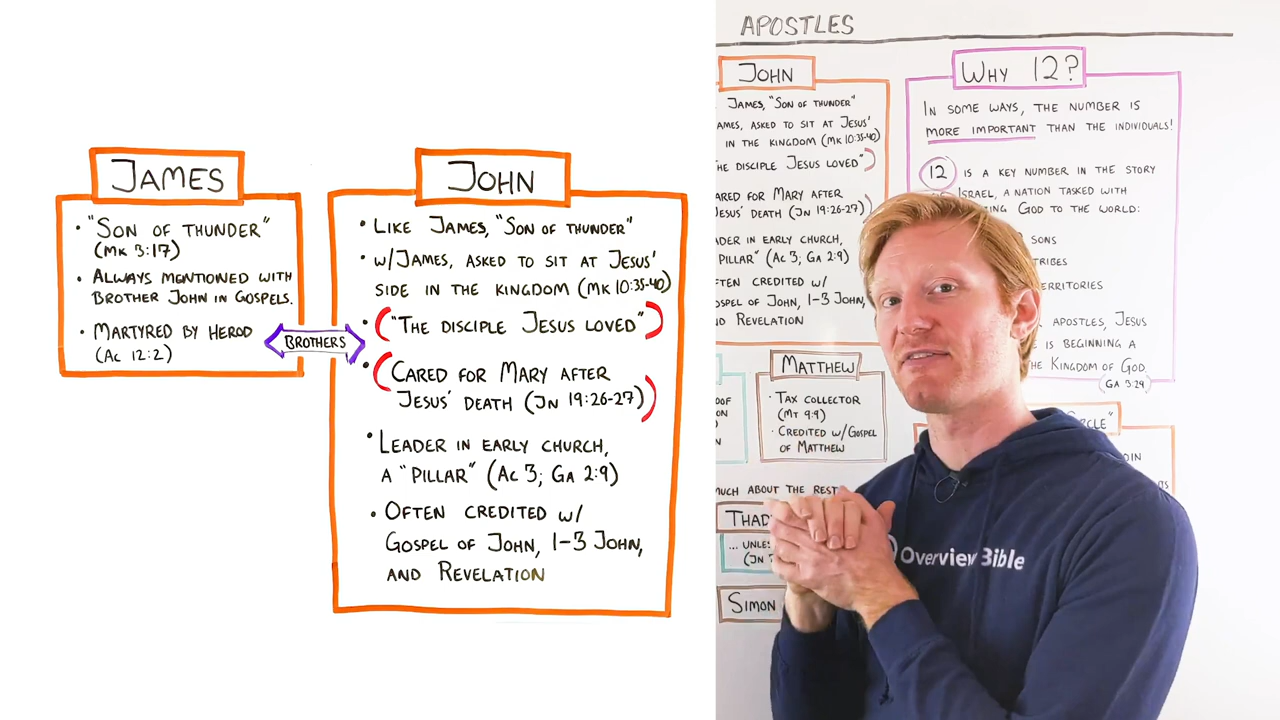 JAMES
• "SON OF THUNDER"
(MK 3:17)
• ALWAYS MENTIONED WITH
BROTHER JOHN IN GOSPELS.
• MARTYRED BY HEROD
(AC 12:2)
BROTHERS
JOHN
• LIKE JAMES, "SON OF THUNDER"
• W/JAMES, ASKED TO SIT AT JESUS'
SIDE IN THE KINGDOM (MK 10:35-40)
• ("THE DISCIPLE JESUS LOVED")
• (CARED FOR MARY AFTER
JESUS' DEATH (JN 19:26-27))
• LEADER IN EARLY CHURCH,
A "PILLAR" (AC 3; GA 2:9)
• OFTEN CREDITED W/
GOSPEL OF JOHN, 1-3 JOHN,
AND REVELATION
APOSTLES
JOHN
JAMES, "SON OF THUNDER"
ASKED TO SIT AT JESUS'
IN THE KINGDOM (MK 10:35-40)
DISCIPLE JESUS LOVED")
FOR MARY AFTER
DEATH (JN 19:26-27)
IN EARLY CHURCH,
PILLAR" (AC 3; GA 2:9)
CREDITED W/
OF JOHN, 1-3 JOHN,
REVELATION
WHY 12?
IN SOME WAYS, THE NUMBER IS
MORE IMPORTANT THAN THE INDIVIDUALS!
12 IS A KEY NUMBER IN THE STORY
ISRAEL, A NATION TASKED WITH
GOD TO THE WORLD:
SONS
APOSTLES, JESUS
IS BEGINNING A
KINGDOM OF GOD.
(GA 3:29)
MATTHEW
• TAX COLLECTOR
(MT 9:9)
• CREDITED W/GOSPEL
OF MATTHEW
MUCH ABOUT THE REST
SIMON
Overview Bible